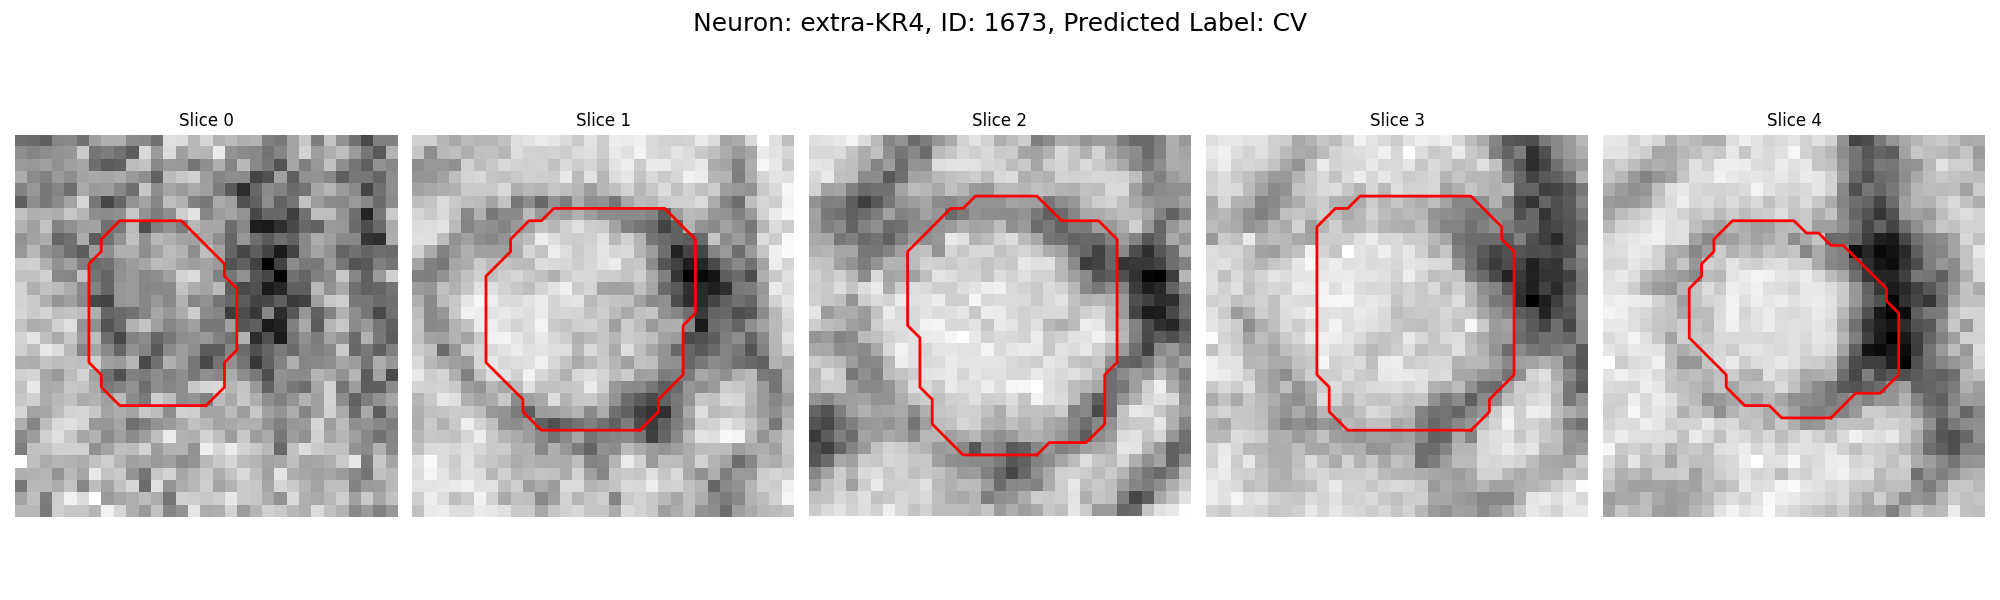 Neuron: extra-KR4, ID: 1673, Predicted Label: CV
Slice 0
Slice 1
Slice 2
Slice 3
Slice 4